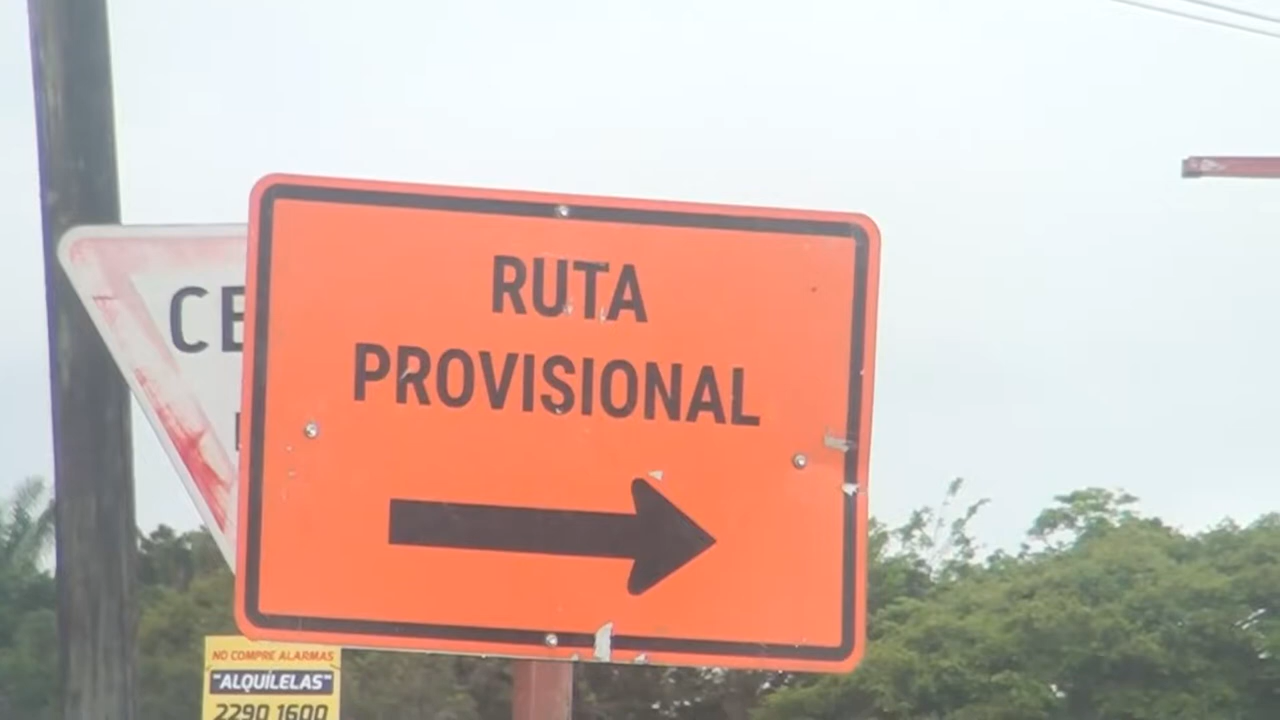 RUTA
PROVISIONAL
CE
NO COMPRE ALARMAS
"ALQUÍLELAS"
2290 1600